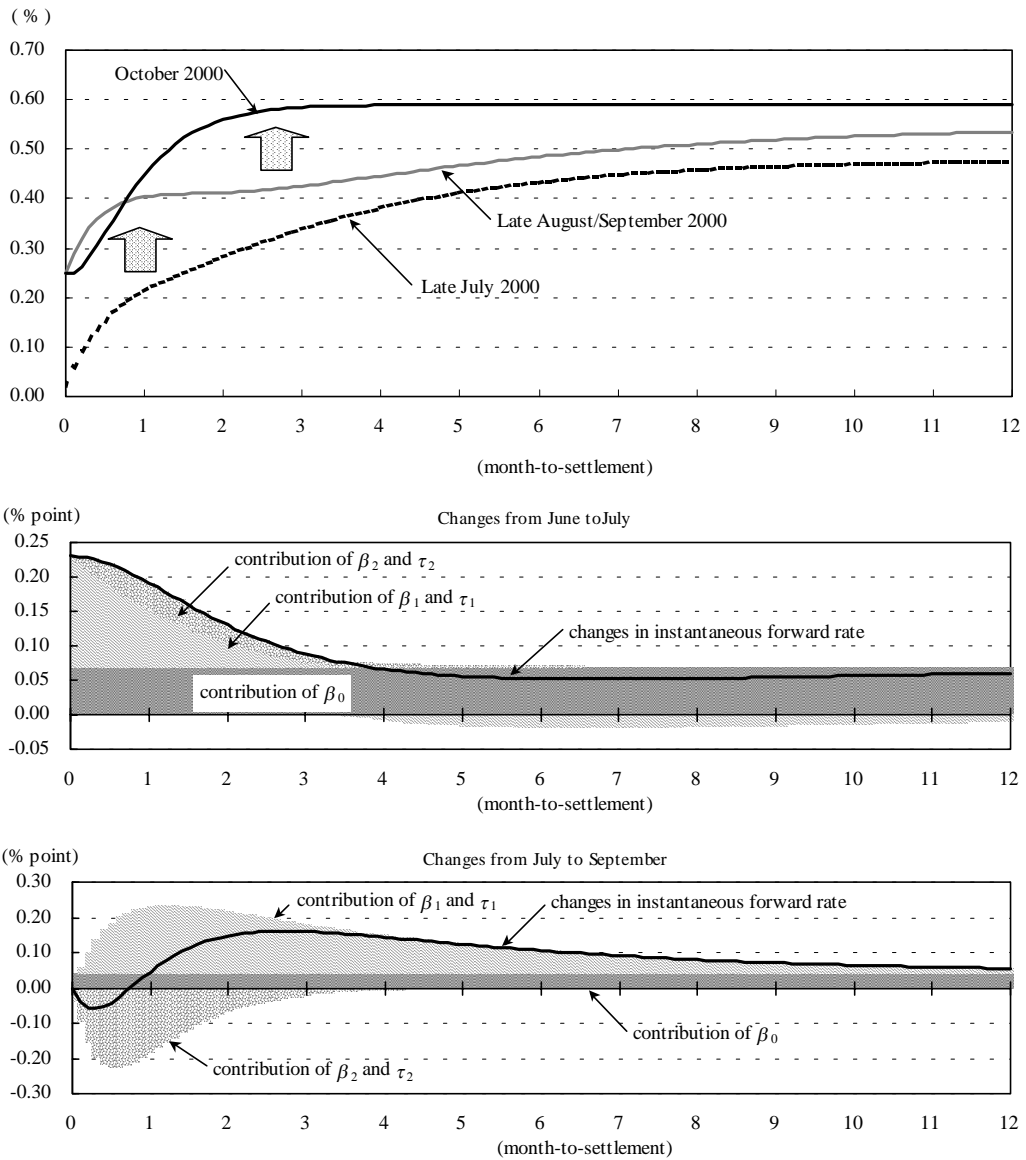 ( % )
0.70
0.60
0.50
0.40
0.30
0.20
0.10
0.00
October 2000
Late August/September 2000
Late July 2000
0 1 2 3 4 5 6 7 8 9 10 11 12
(month-to-settlement)
(% point)
Changes from June toJuly
0.25
0.20
0.15
0.10
0.05
0.00
-0.05
contribution of β2 and τ2
contribution of β1 and τ1
changes in instantaneous forward rate
contribution of β0
0 1 2 3 4 5 6 7 8 9 10 11 12
(month-to-settlement)
(% point)
Changes from July to September
0.30
0.20
0.10
0.00
-0.10
-0.20
-0.30
contribution of β1 and τ1
changes in instantaneous forward rate
contribution of β0
contribution of β2 and τ2
0 1 2 3 4 5 6 7 8 9 10 11 12
(month-to-settlement)